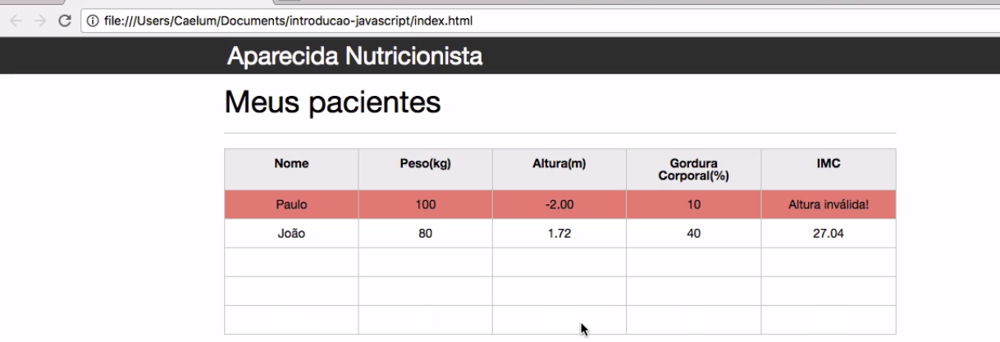 file:///Users/Caelum/Documents/introducao-javascript/index.html
Aparecida Nutricionista
Meus pacientes
Nome Peso(kg) Altura(m) Gordura Corporal(%) IMC
Paulo 100 -2.00 10 Altura inválida!
João 80 1.72 40 27.04